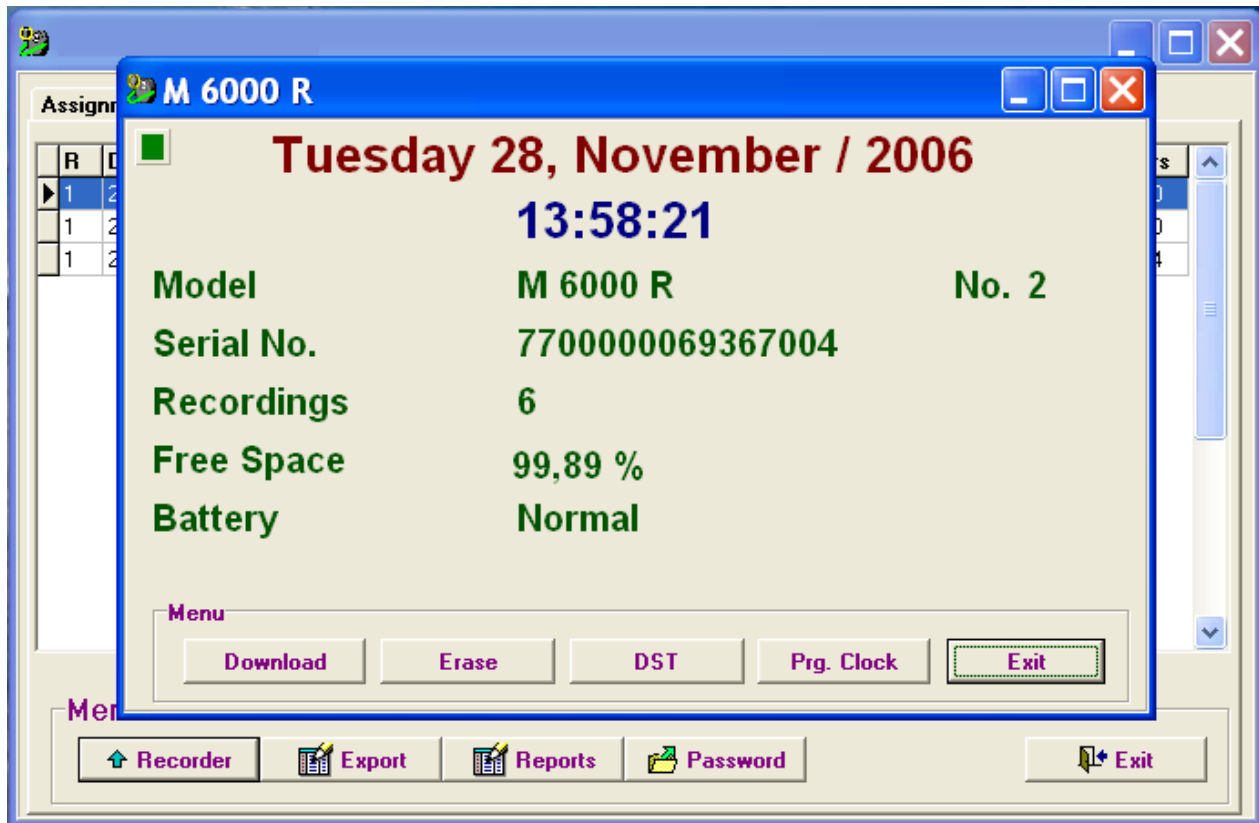 M 6000 R
Tuesday 28, November / 2006
13:58:21
Model M 6000 R No. 2
Serial No. 7700000069367004
Recordings 6
Free Space 99,89 %
Battery Normal
Menu
Download Erase DST Prg. Clock Exit
R
1
1
1
Recorder Export Reports Password Exit